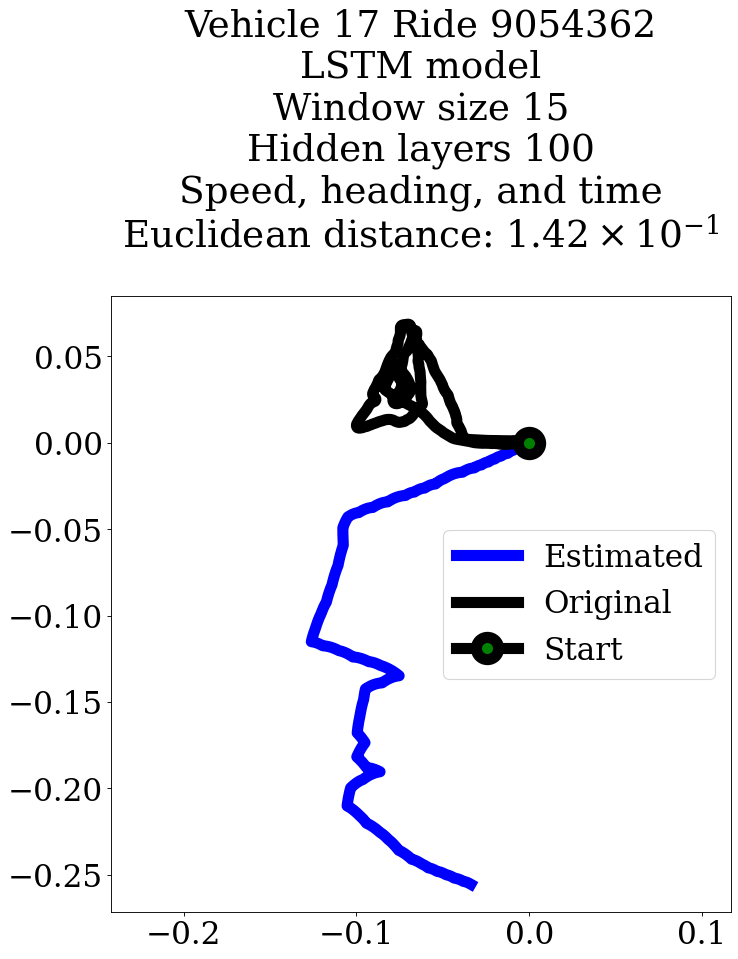 Vehicle 17 Ride 9054362
LSTM model
Window size 15
Hidden layers 100
Speed, heading, and time
Euclidean distance: 1.42 × 10⁻¹
0.05
0.00
−0.05
−0.10
−0.15
−0.20
−0.25
Estimated
Original
Start
−0.2 −0.1 0.0 0.1